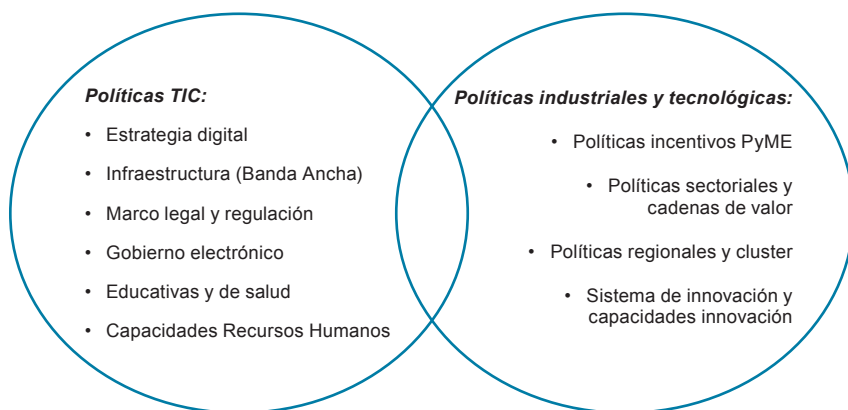 Políticas TIC:
• Estrategia digital
• Infraestructura (Banda Ancha)
• Marco legal y regulación
• Gobierno electrónico
• Educativas y de salud
• Capacidades Recursos Humanos
Políticas industriales y tecnológicas:
• Políticas incentivos PyME
• Políticas sectoriales y
cadenas de valor
• Políticas regionales y cluster
• Sistema de innovación y
capacidades innovación